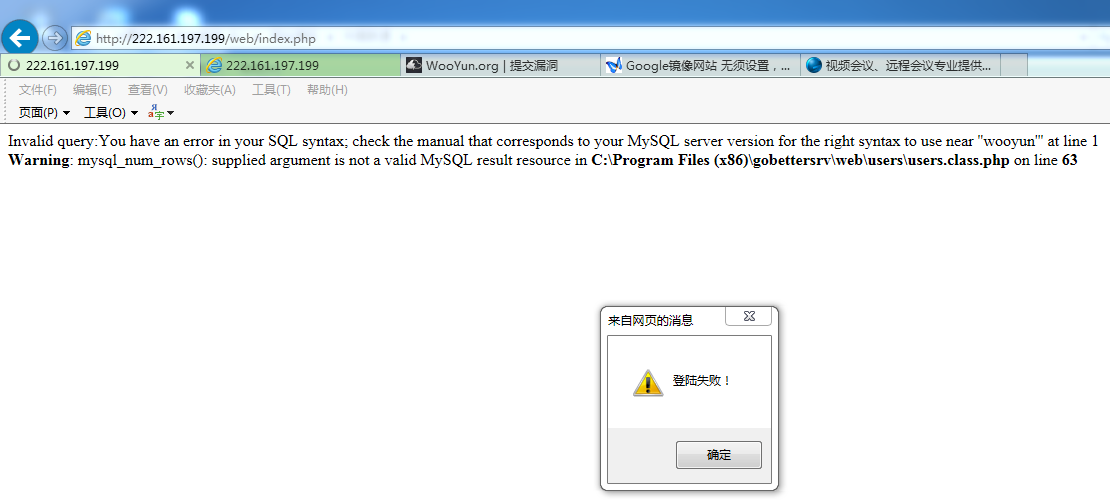 http://222.161.197.199/web/index.php
222.161.197.199
222.161.197.199
WooYun.org | 提交漏洞
Google镜像网站 无须设置，...
视频会议、远程会议专业提供...
文件(F) 编辑(E) 查看(V) 收藏夹(A) 工具(T) 帮助(H)
页面(P) 工具(O) a字
Invalid query:You have an error in your SQL syntax; check the manual that corresponds to your MySQL server version for the right syntax to use near ''wooyun''' at line 1
Warning: mysql_num_rows(): supplied argument is not a valid MySQL result resource in C:\Program Files (x86)\gobettersrv\web\users\users.class.php on line 63
来自网页的消息
登陆失败！
确定